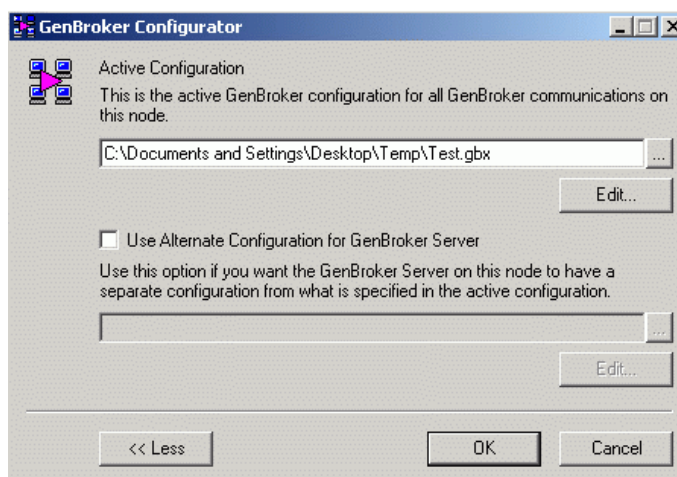 GenBroker Configurator
Active Configuration
This is the active GenBroker configuration for all GenBroker communications on
this node.
C:\Documents and Settings\Desktop\Temp\Test.gbx
...
Edit...
Use Alternate Configuration for GenBroker Server
Use this option if you want the GenBroker Server on this node to have a
separate configuration from what is specified in the active configuration.
...
Edit...
<< Less
OK
Cancel